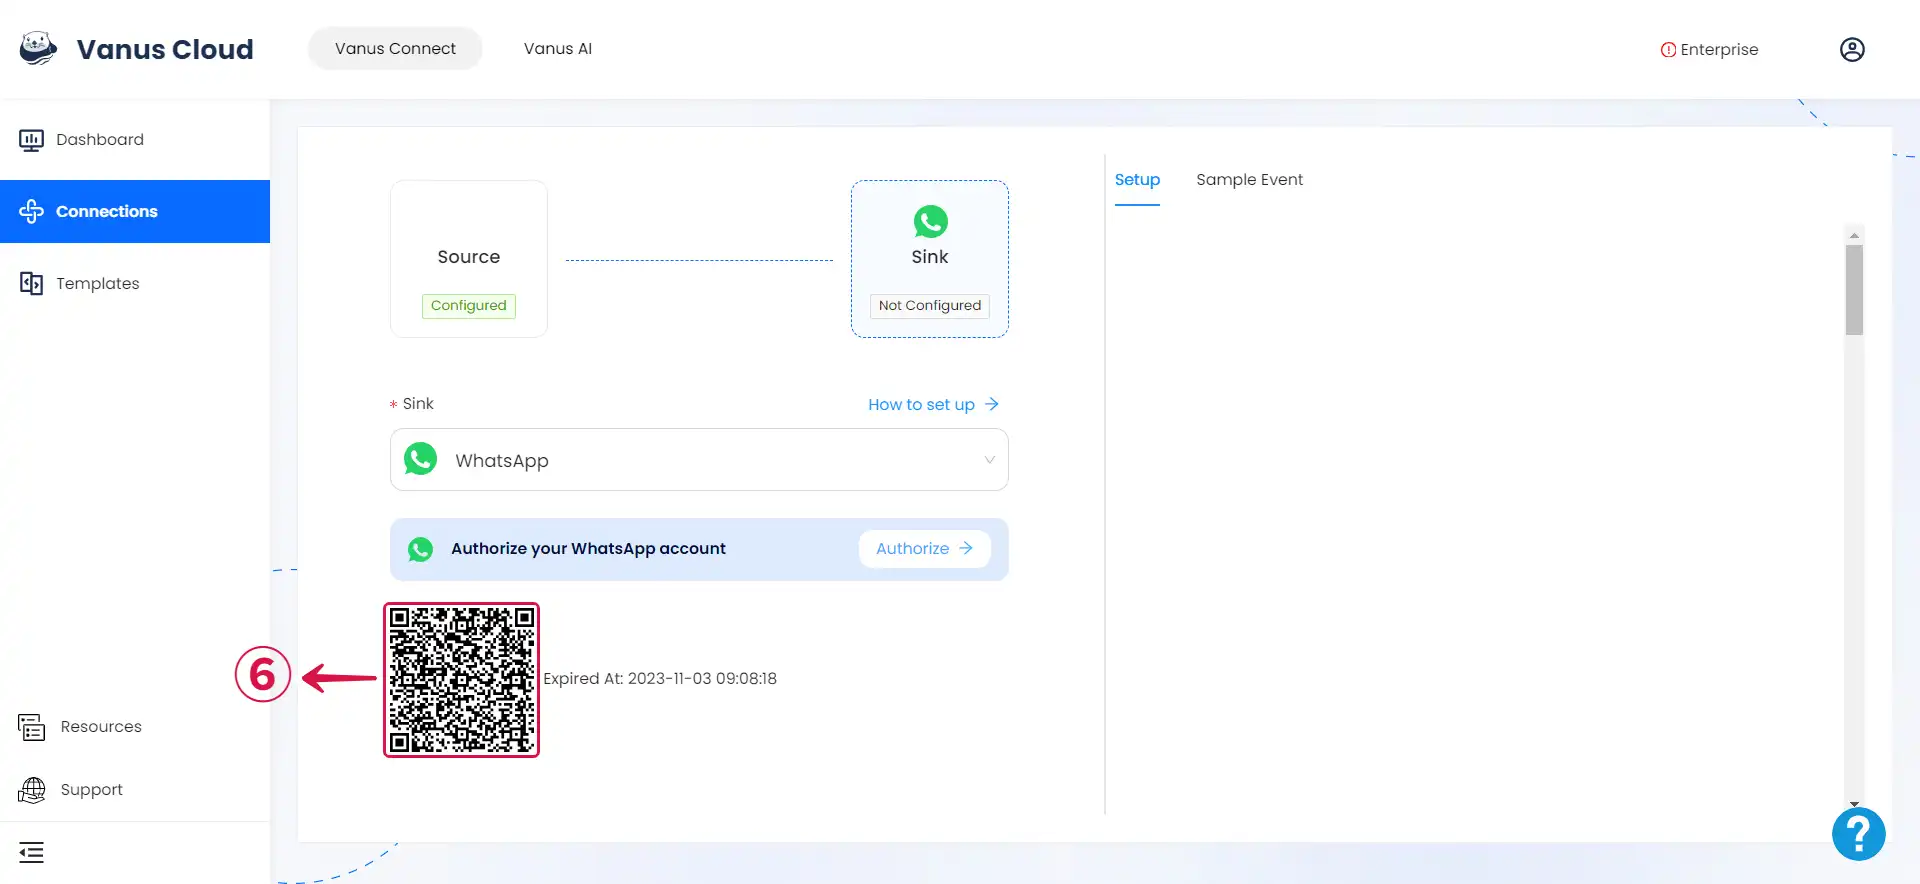 Vanus Cloud
Vanus Connect
Vanus AI
Enterprise
Dashboard
Connections
Templates
Resources
Support
Source
Configured
Sink
Not Configured
* Sink
How to set up →
WhatsApp
Authorize your WhatsApp account
Authorize →
6
Expired At: 2023-11-03 09:08:18
Setup
Sample Event
?